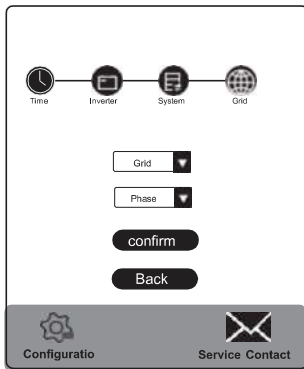 Time Inverter System Grid
Grid
Phase
confirm
Back
Configuratio Service Contact